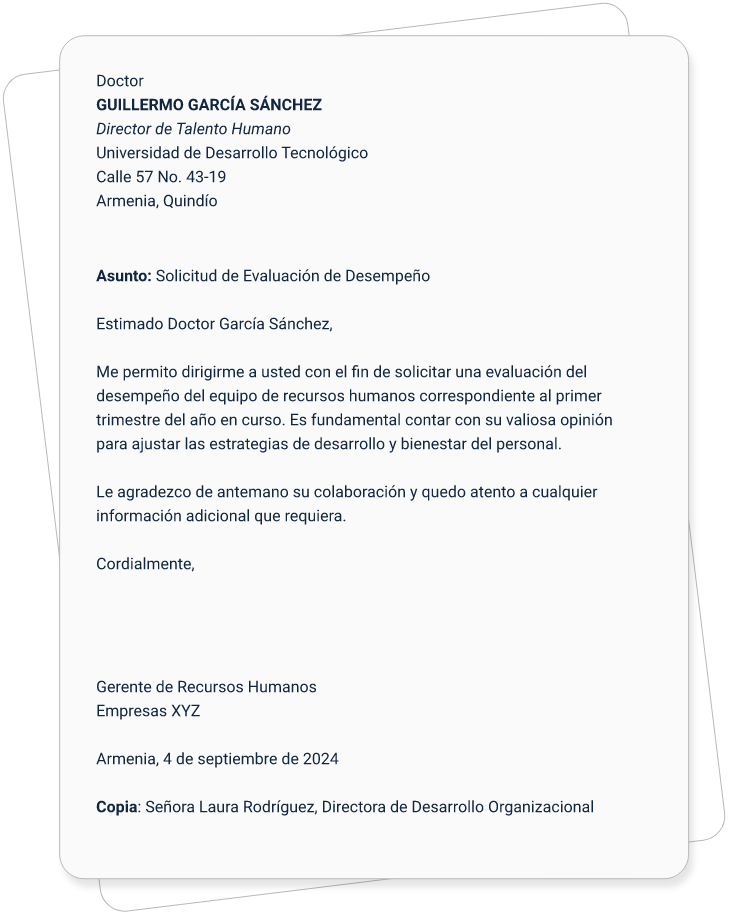 Doctor
GUILLERMO GARCÍA SÁNCHEZ
Director de Talento Humano
Universidad de Desarrollo Tecnológico
Calle 57 No. 43-19
Armenia, Quindío
Asunto: Solicitud de Evaluación de Desempeño
Estimado Doctor García Sánchez,
Me permito dirigirme a usted con el fin de solicitar una evaluación del
desempeño del equipo de recursos humanos correspondiente al primer
trimestre del año en curso. Es fundamental contar con su valiosa opinión
para ajustar las estrategias de desarrollo y bienestar del personal.
Le agradezco de antemano su colaboración y quedo atento a cualquier
información adicional que requiera.
Cordialmente,
Gerente de Recursos Humanos
Empresas XYZ
Armenia, 4 de septiembre de 2024
Copia: Señora Laura Rodríguez, Directora de Desarrollo Organizacional